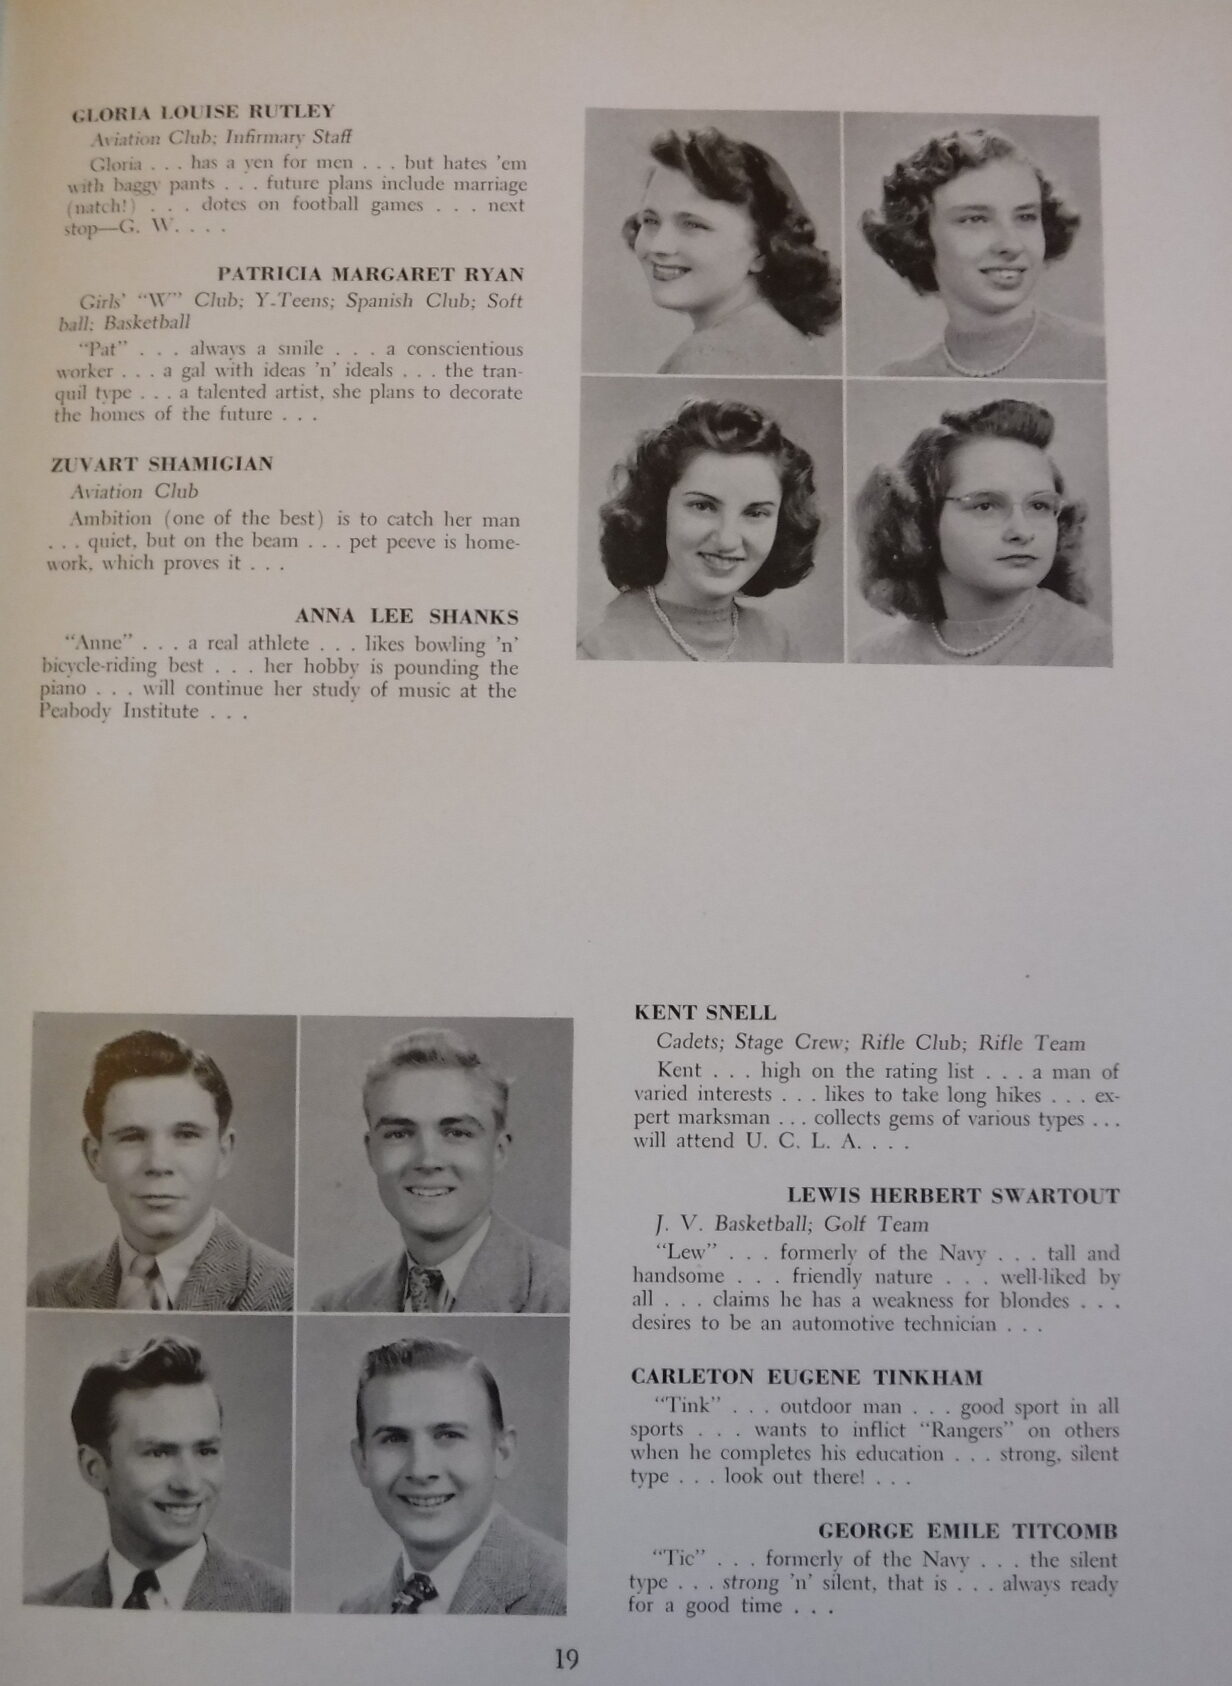 GLORIA LOUISE RUTLEY
Aviation Club; Infirmary Staff
Gloria . . . has a yen for men . . . but hates 'em
with baggy pants . . . future plans include marriage
(natch!) . . . dotes on football games . . . next
stop—G. W. . . .
PATRICIA MARGARET RYAN
Girls' "W" Club; Y-Teens; Spanish Club; Soft
ball; Basketball
"Pat" . . . always a smile . . . a conscientious
worker . . . a gal with ideas 'n' ideals . . . the tran-
quil type . . . a talented artist, she plans to decorate
the homes of the future . . .
ZUVART SHAMIGIAN
Aviation Club
Ambition (one of the best) is to catch her man
. . . quiet, but on the beam . . . pet peeve is home-
work, which proves it . . .
ANNA LEE SHANKS
"Anne" . . . a real athlete . . . likes bowling 'n'
bicycle-riding best . . . her hobby is pounding the
piano . . . will continue her study of music at the
Peabody Institute . . .
KENT SNELL
Cadets; Stage Crew; Rifle Club; Rifle Team
Kent . . . high on the rating list . . . a man of
varied interests . . . likes to take long hikes . . . ex-
pert marksman . . . collects gems of various types . . .
will attend U. C. L. A. . . .
LEWIS HERBERT SWARTOUT
J. V. Basketball; Golf Team
"Lew" . . . formerly of the Navy . . . tall and
handsome . . . friendly nature . . . well-liked by
all . . . claims he has a weakness for blondes . . .
desires to be an automotive technician . . .
CARLETON EUGENE TINKHAM
"Tink" . . . outdoor man . . . good sport in all
sports . . . wants to inflict "Rangers" on others
when he completes his education . . . strong, silent
type . . . look out there! . . .
GEORGE EMILE TITCOMB
"Tic" . . . formerly of the Navy . . . the silent
type . . . strong 'n' silent, that is . . . always ready
for a good time . . .
19